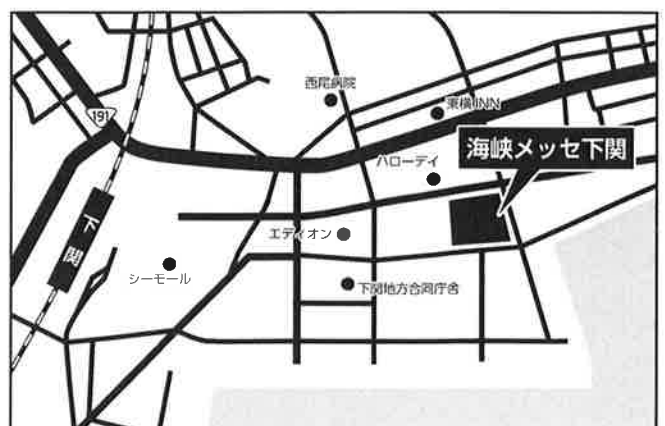 西尾病院
東横INN
191
海峡メッセ下関
ハローデイ
下関
エディオン
シーモール
下関地方合同庁舎